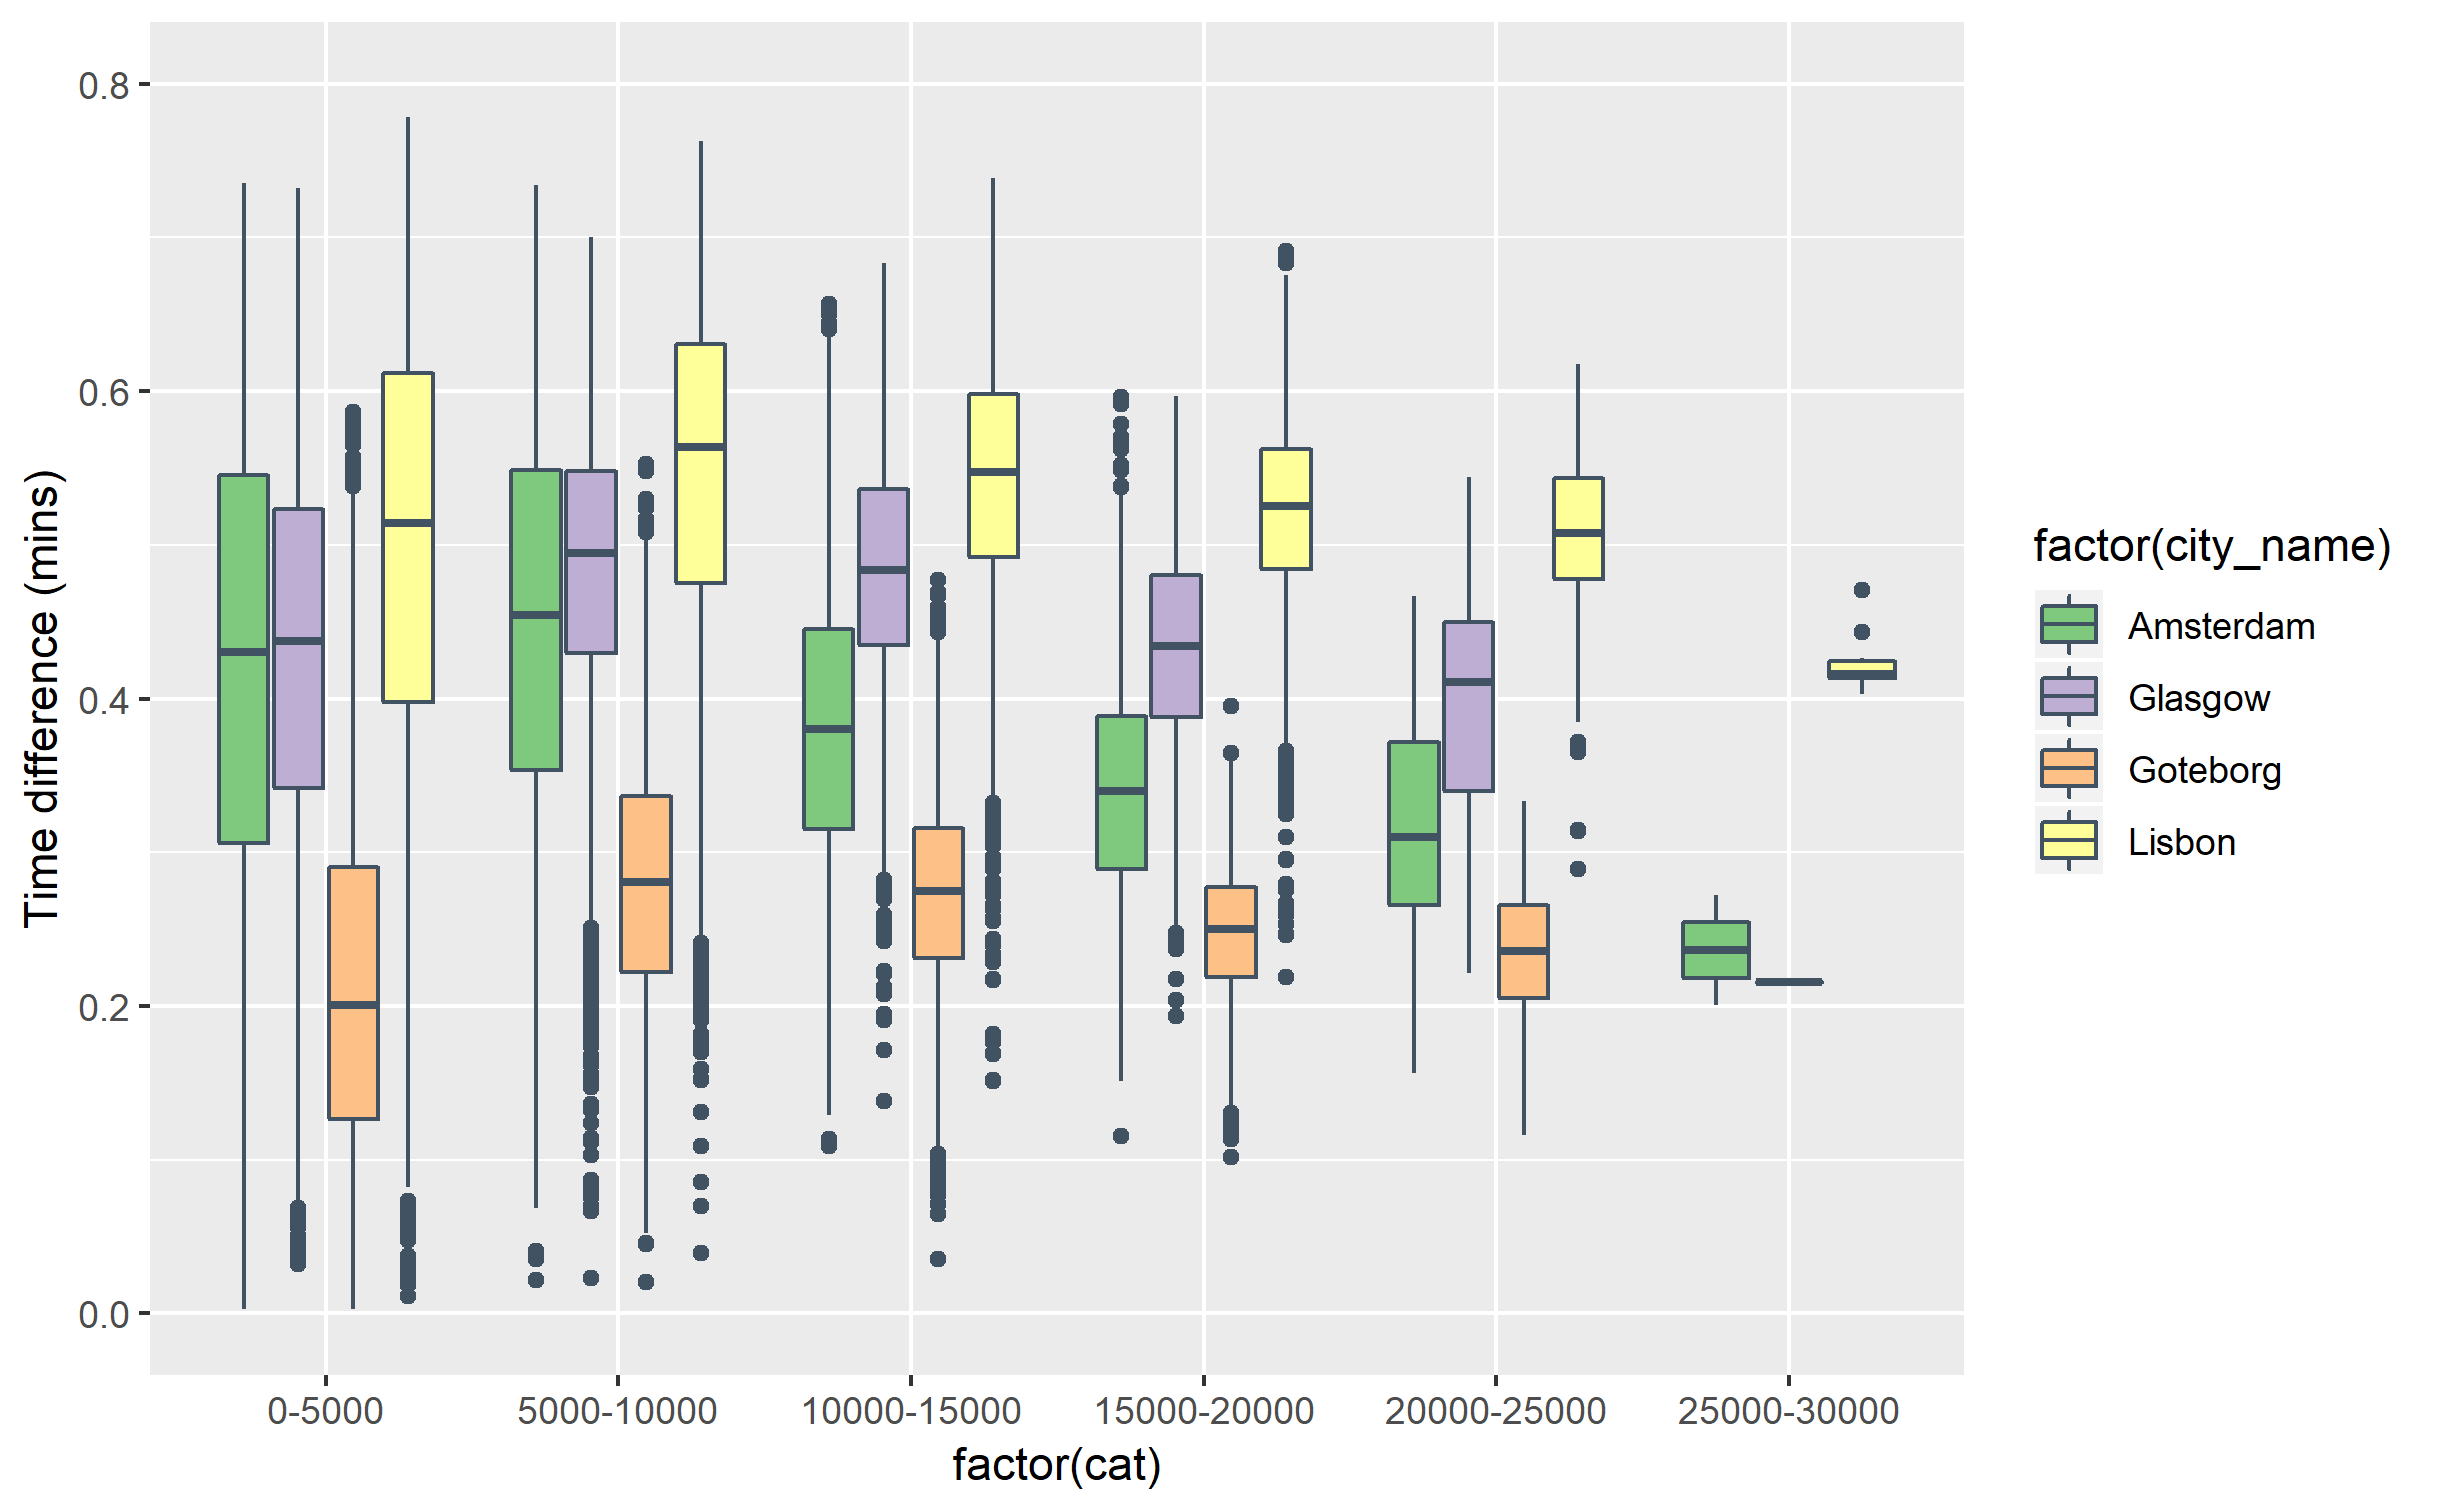 0.8
0.6
0.4
0.2
0.0
Time difference (mins)
0-5000
5000-10000
10000-15000
15000-20000
20000-25000
25000-30000
factor(cat)
factor(city_name)
Amsterdam
Glasgow
Goteborg
Lisbon